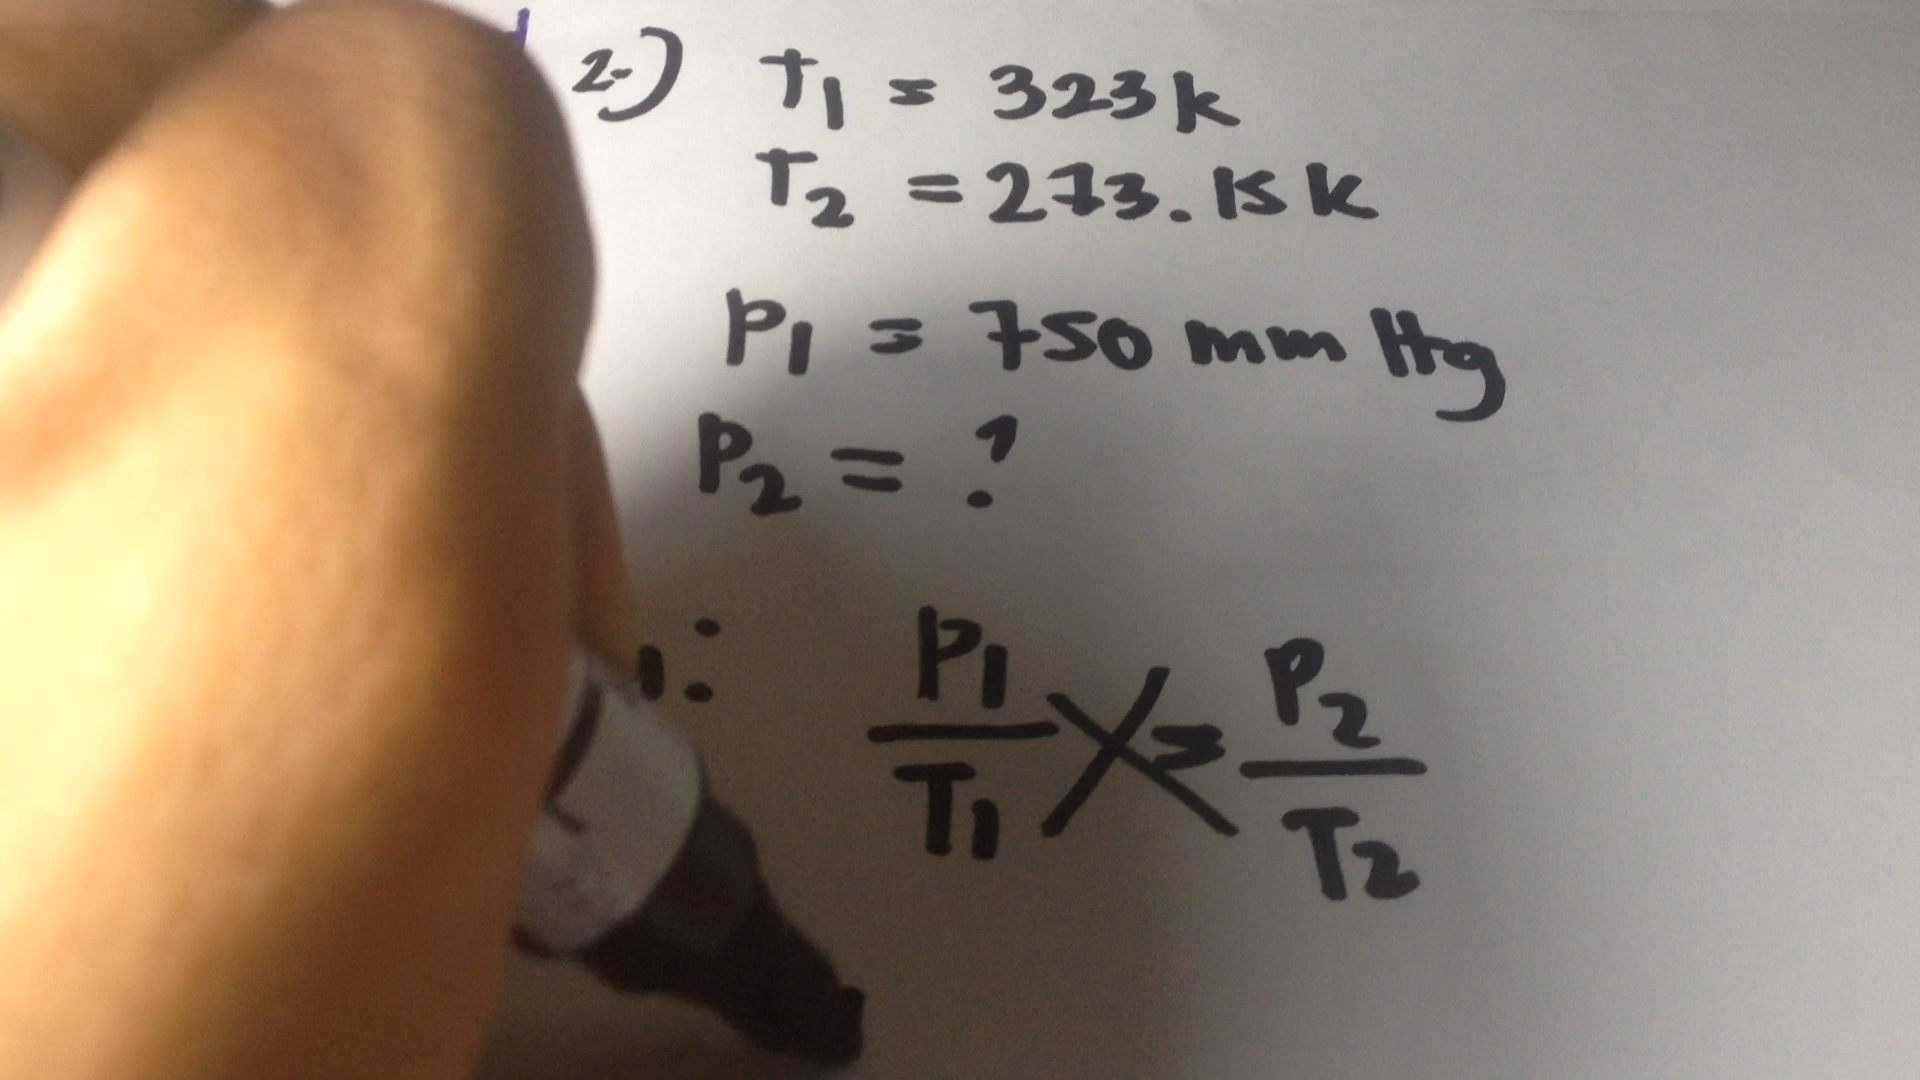 2-) T1 = 323 k
T2 = 273.15 k
P1 = 750 mm Hg
P2 = ?
: P1/T1 = P2/T2